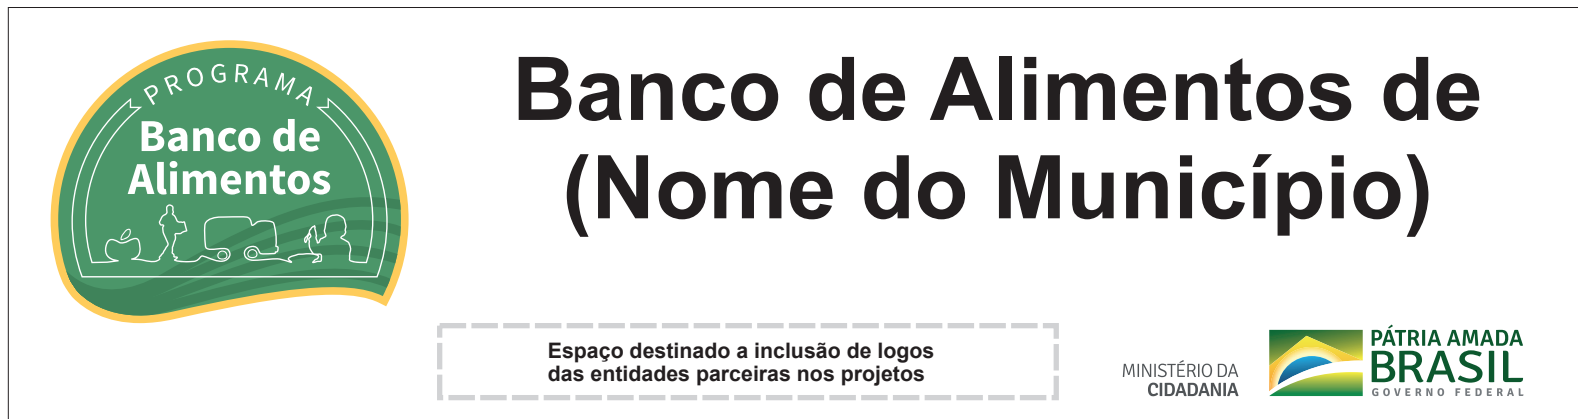 PROGRAMA
Banco de
Alimentos
Banco de Alimentos de
(Nome do Município)
Espaço destinado a inclusão de logos
das entidades parceiras nos projetos
MINISTÉRIO DA
CIDADANIA
PÁTRIA AMADA
BRASIL
GOVERNO FEDERAL